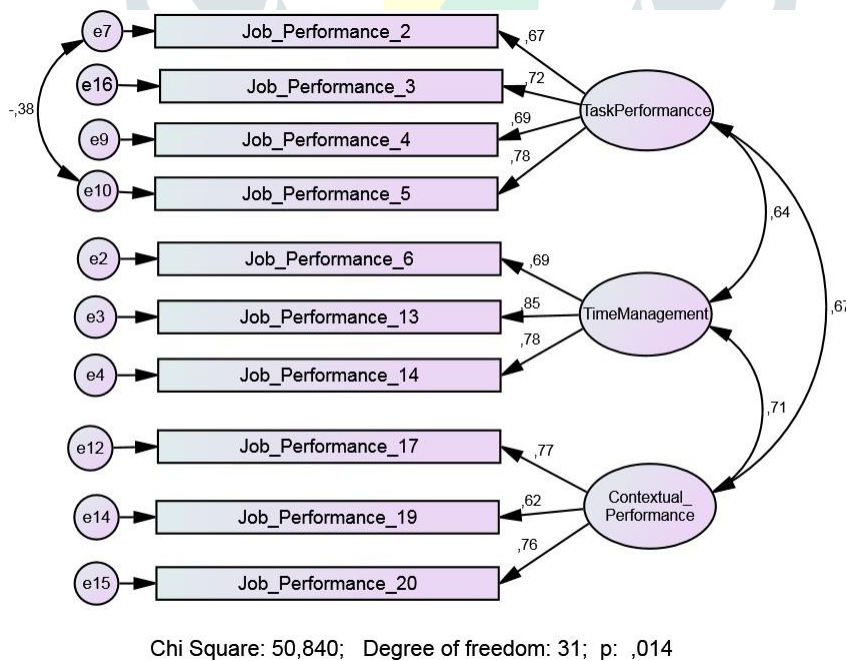 e7
Job_Performance_2
,67
e16
Job_Performance_3
,72
TaskPerformancce
-,38
e9
Job_Performance_4
,69
e10
Job_Performance_5
,78
,64
e2
Job_Performance_6
,69
e3
Job_Performance_13
,85
TimeManagement
,67
e4
Job_Performance_14
,78
,71
e12
Job_Performance_17
,77
e14
Job_Performance_19
,62
Contextual_
Performance
e15
Job_Performance_20
,76
Chi Square: 50,840; Degree of freedom: 31; p: ,014